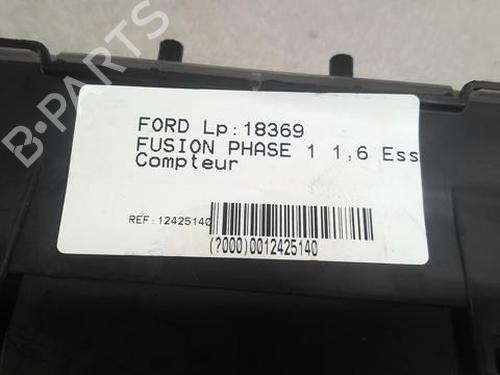 B-PARTS
FORD Lp:18369
FUSION PHASE 1 1,6 Ess
Compteur
REF:12425140
(?000)0012425140